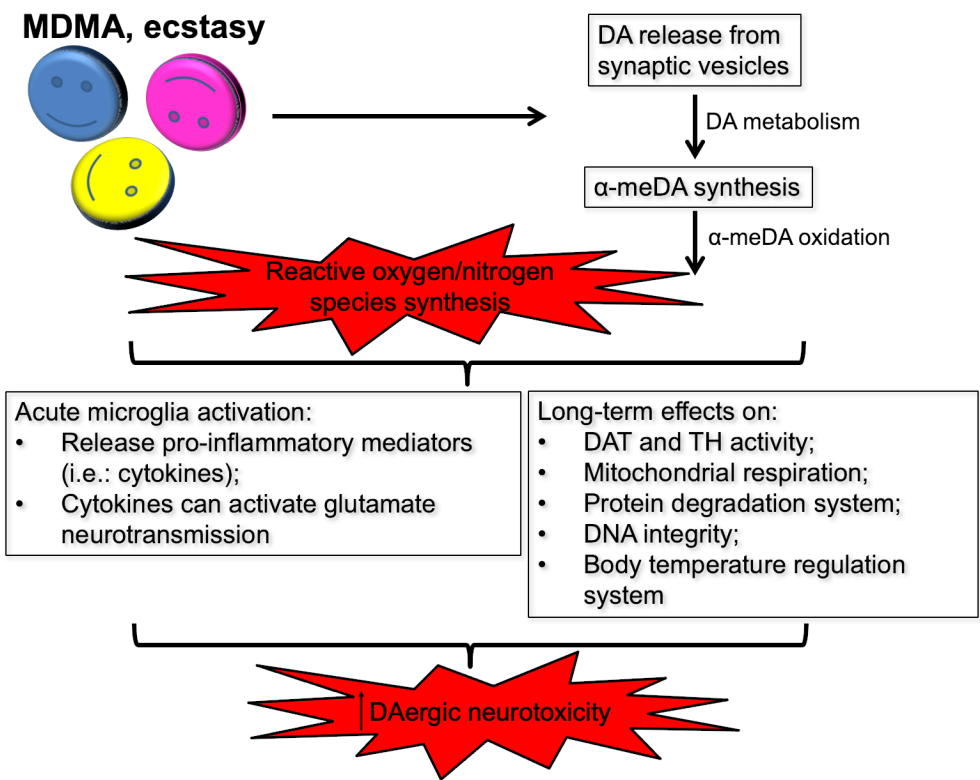 MDMA, ecstasy
DA release from
synaptic vesicles
DA metabolism
α-meDA synthesis
α-meDA oxidation
Reactive oxygen/nitrogen
species synthesis
Acute microglia activation:
• Release pro-inflammatory mediators
(i.e.: cytokines);
• Cytokines can activate glutamate
neurotransmission
Long-term effects on:
• DAT and TH activity;
• Mitochondrial respiration;
• Protein degradation system;
• DNA integrity;
• Body temperature regulation
system
↑ DAergic neurotoxicity